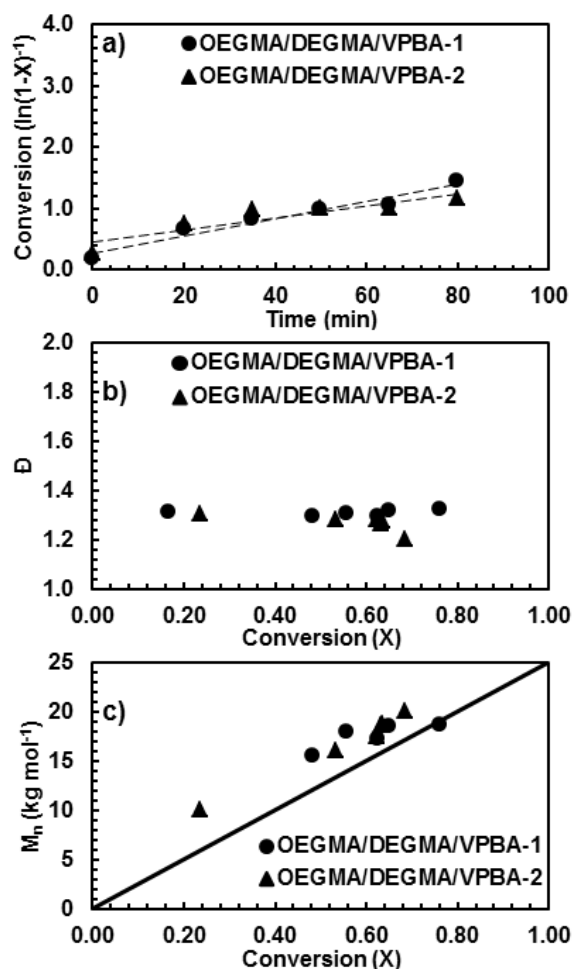 a)
OEGMA/DEGMA/VPBA-1
OEGMA/DEGMA/VPBA-2
Conversion (ln(1-X)⁻¹)
4.0
3.0
2.0
1.0
0.0
0 20 40 60 80 100
Time (min)
b)
OEGMA/DEGMA/VPBA-1
OEGMA/DEGMA/VPBA-2
Đ
2.0
1.8
1.6
1.4
1.2
1.0
0.00 0.20 0.40 0.60 0.80 1.00
Conversion (X)
c)
Mₙ (kg mol⁻¹)
25
20
15
10
5
0
OEGMA/DEGMA/VPBA-1
OEGMA/DEGMA/VPBA-2
0.00 0.20 0.40 0.60 0.80 1.00
Conversion (X)